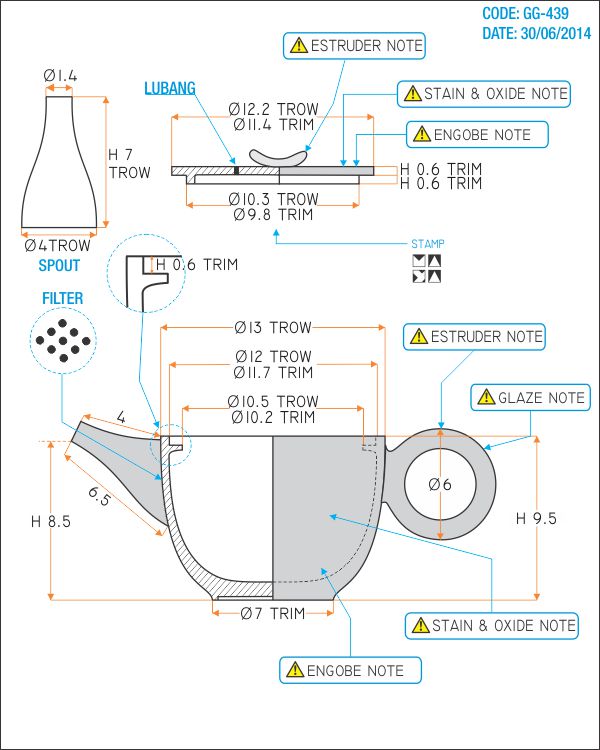 CODE: GG-439
DATE: 30/06/2014
ESTRUDER NOTE
Ø1.4
LUBANG
STAIN & OXIDE NOTE
Ø12.2 TROW
Ø11.4 TRIM
ENGOBE NOTE
H 7
TROW
H 0.6 TRIM
H 0.6 TRIM
Ø10.3 TROW
Ø9.8 TRIM
Ø4TROW
SPOUT
STAMP
H 0.6 TRIM
FILTER
Ø13 TROW
ESTRUDER NOTE
Ø12 TROW
Ø11.7 TRIM
GLAZE NOTE
Ø10.5 TROW
Ø10.2 TRIM
4
6.5
Ø6
H 8.5
H 9.5
Ø7 TRIM
STAIN & OXIDE NOTE
ENGOBE NOTE